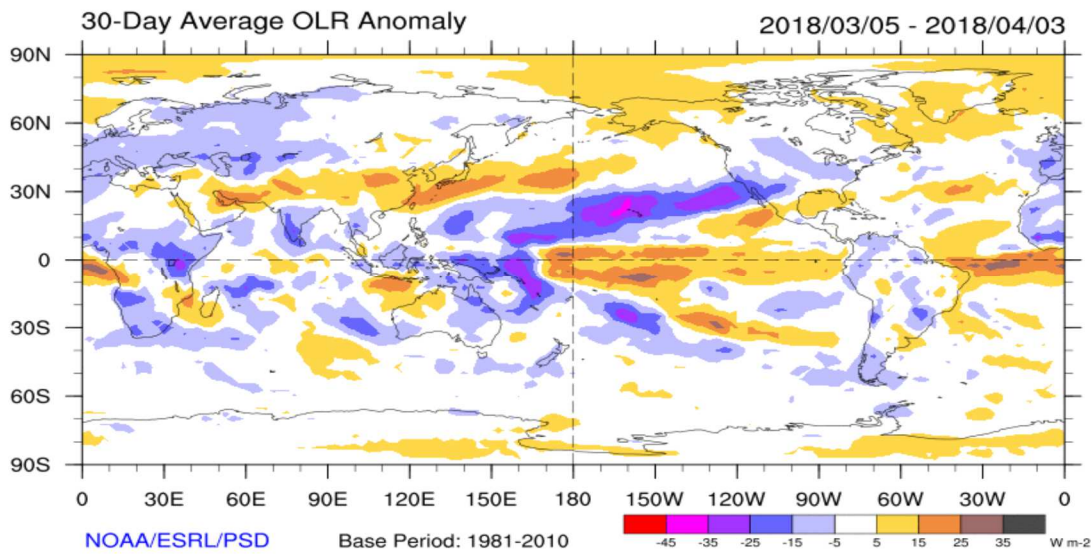 30-Day Average OLR Anomaly 2018/03/05 - 2018/04/03
90N
60N
30N
0
30S
60S
90S
0 30E 60E 90E 120E 150E 180 150W 120W 90W 60W 30W 0
NOAA/ESRL/PSD Base Period: 1981-2010
-45 -35 -25 -15 -5 5 15 25 35 W m-2